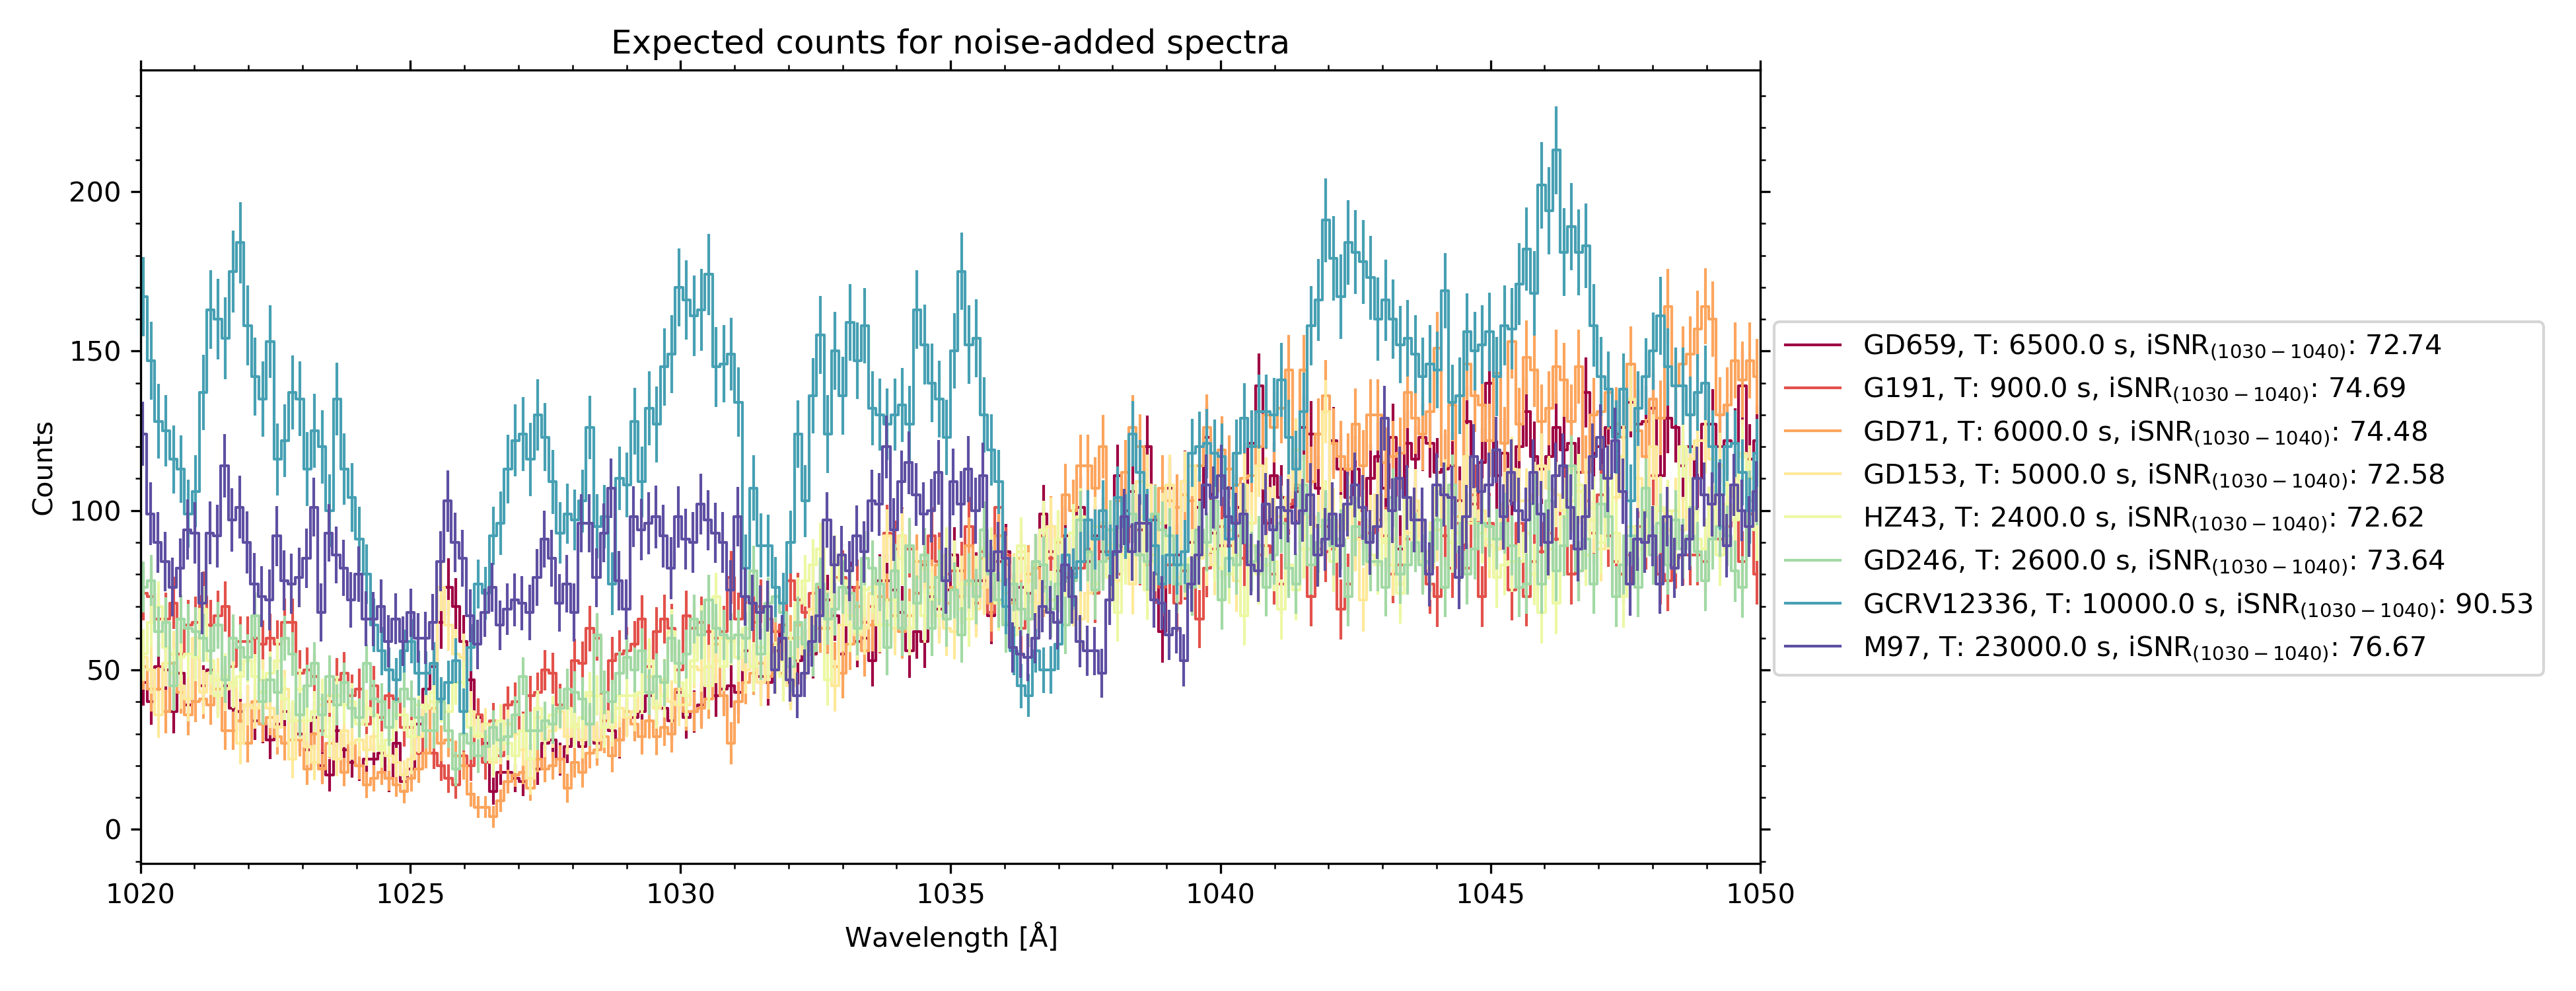 Expected counts for noise-added spectra
Counts
200
150
100
50
0
1020 1025 1030 1035 1040 1045 1050
Wavelength [Å]
GD659, T: 6500.0 s, iSNR(1030 − 1040): 72.74
G191, T: 900.0 s, iSNR(1030 − 1040): 74.69
GD71, T: 6000.0 s, iSNR(1030 − 1040): 74.48
GD153, T: 5000.0 s, iSNR(1030 − 1040): 72.58
HZ43, T: 2400.0 s, iSNR(1030 − 1040): 72.62
GD246, T: 2600.0 s, iSNR(1030 − 1040): 73.64
GCRV12336, T: 10000.0 s, iSNR(1030 − 1040): 90.53
M97, T: 23000.0 s, iSNR(1030 − 1040): 76.67